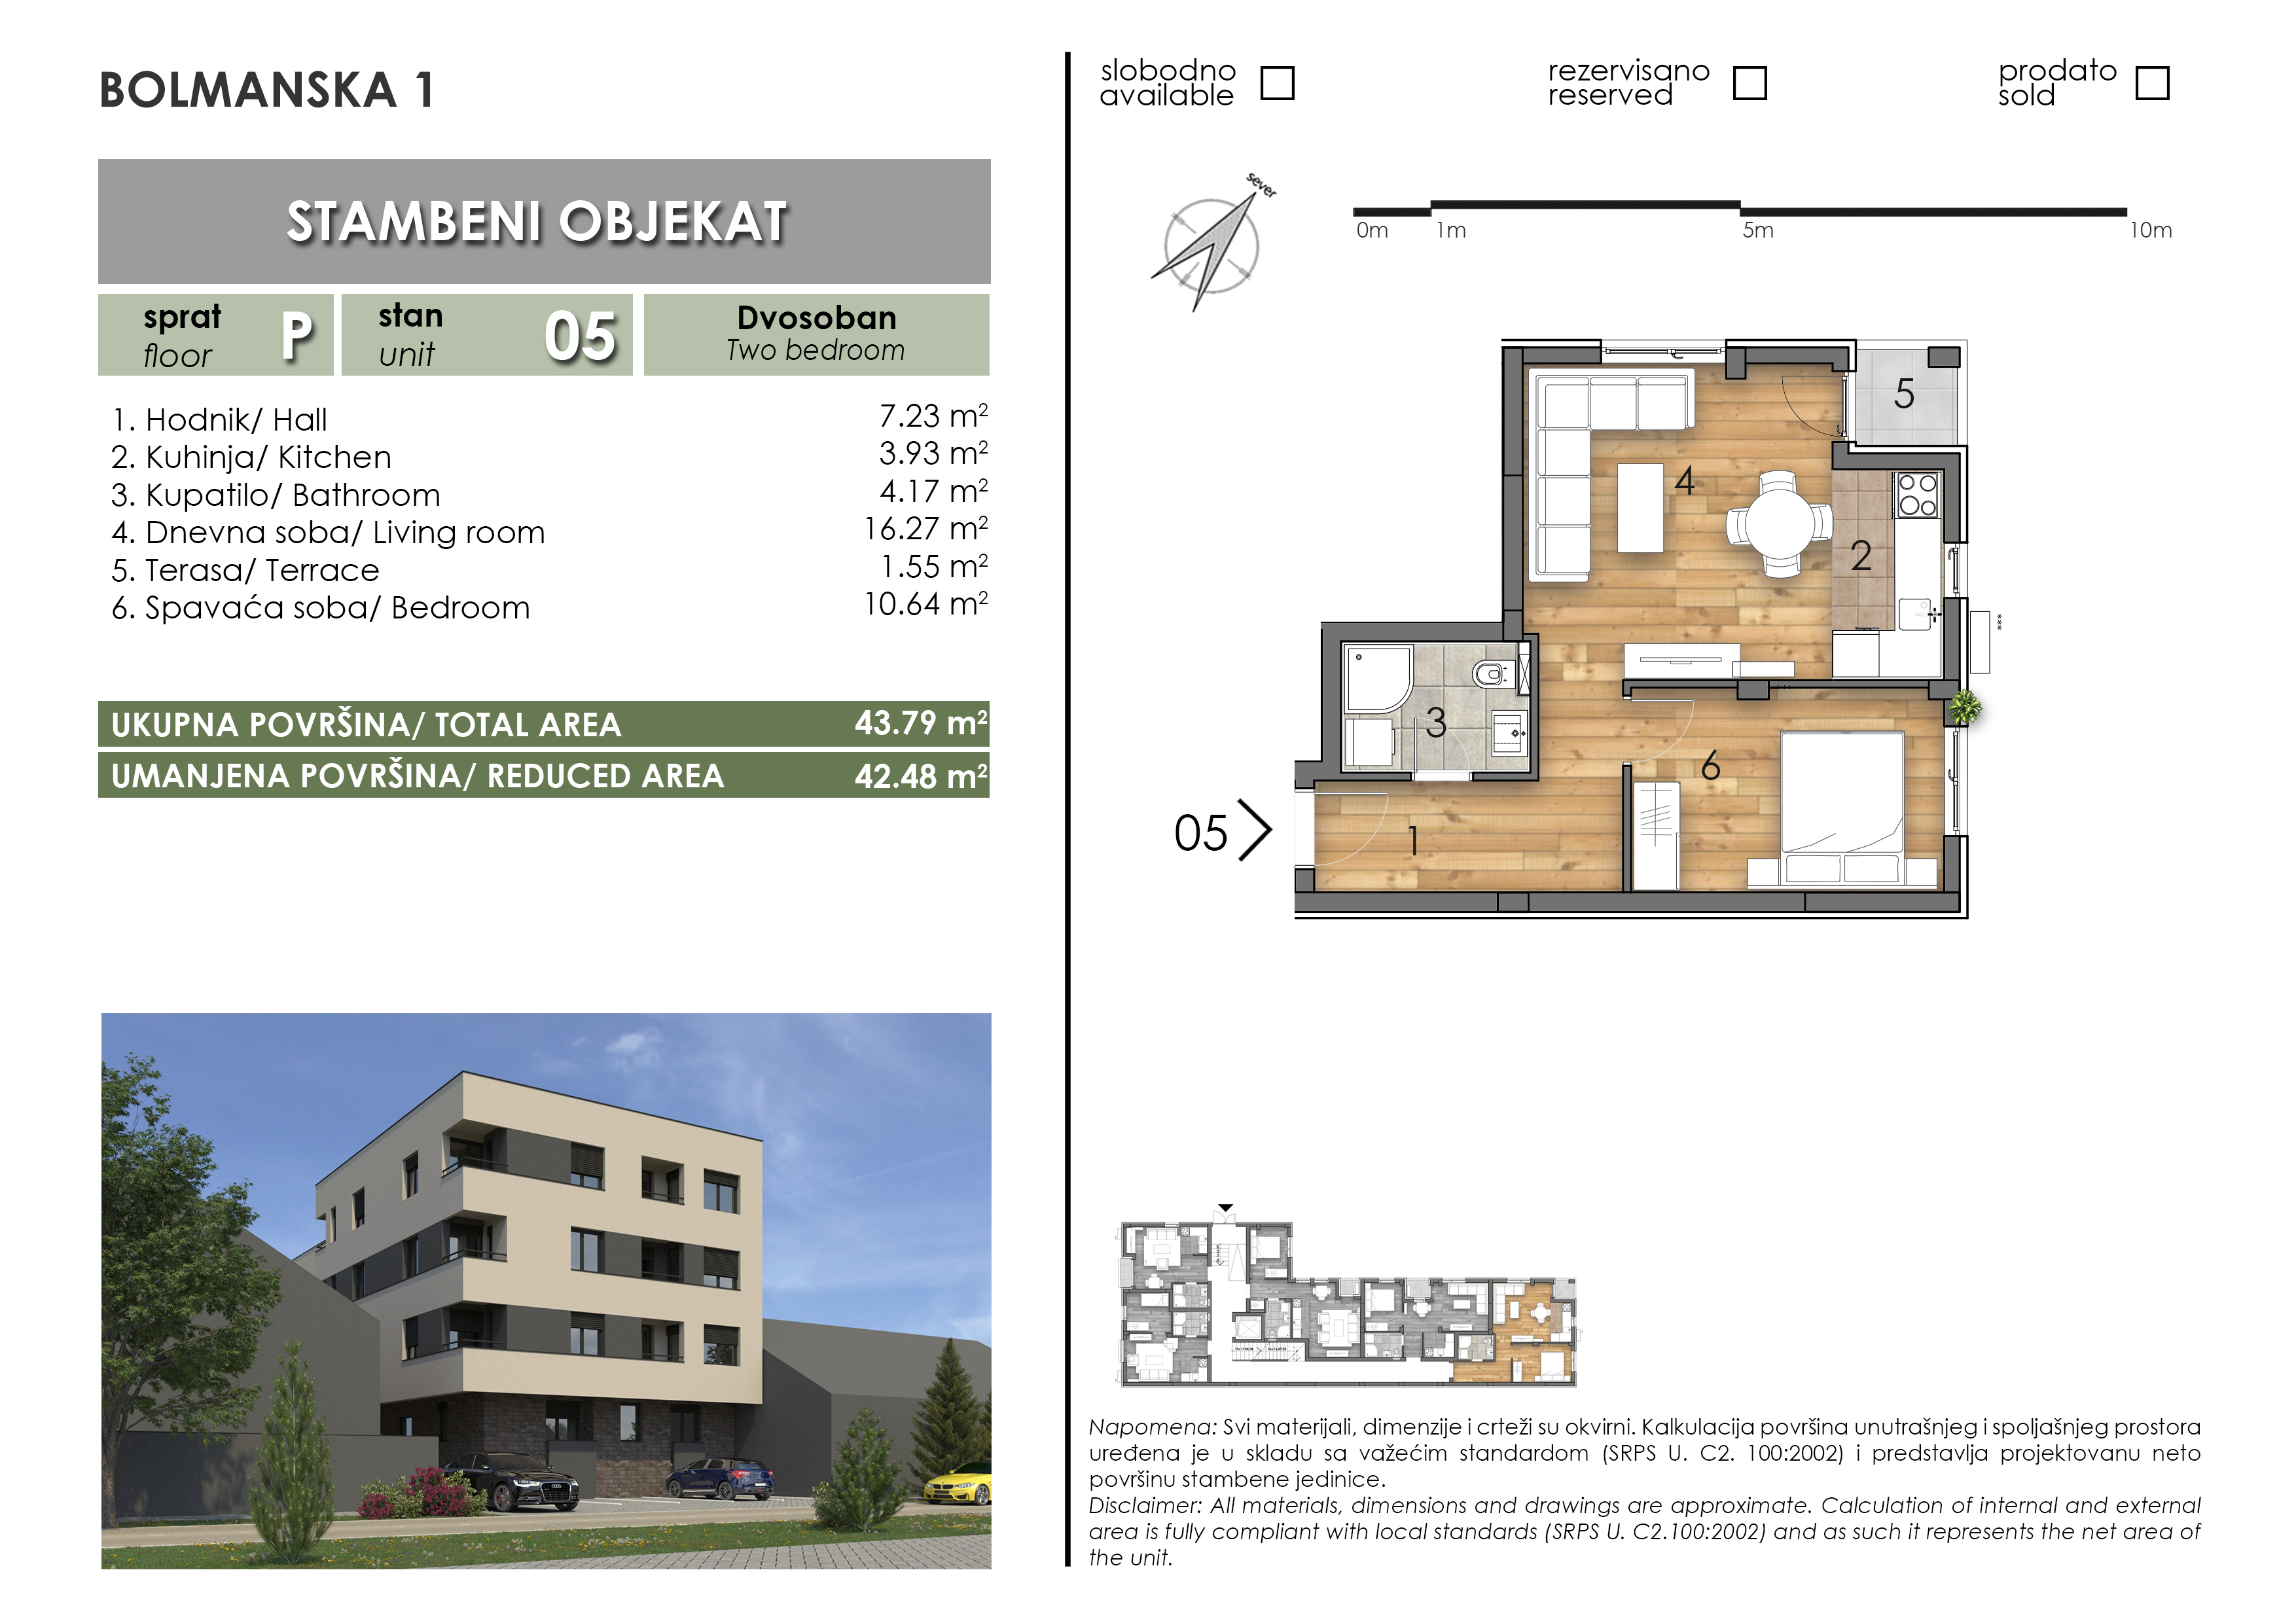 BOLMANSKA 1
STAMBENI OBJEKAT
sprat
floor
P
stan
unit
05
Dvosoban
Two bedroom
1. Hodnik/ Hall 7.23 m²
2. Kuhinja/ Kitchen 3.93 m²
3. Kupatilo/ Bathroom 4.17 m²
4. Dnevna soba/ Living room 16.27 m²
5. Terasa/ Terrace 1.55 m²
6. Spavaća soba/ Bedroom 10.64 m²
UKUPNA POVRŠINA/ TOTAL AREA 43.79 m²
UMANJENA POVRŠINA/ REDUCED AREA 42.48 m²
slobodno
available
rezervisano
reserved
prodato
sold
sever
0m 1m 5m 10m
5
4
2
***
3
6
05
1
Napomena: Svi materijali, dimenzije i crteži su okvirni. Kalkulacija površina unutrašnjeg i spoljašnjeg prostora
uređena je u skladu sa važećim standardom (SRPS U. C2. 100:2002) i predstavlja projektovanu neto
površinu stambene jedinice.
Disclaimer: All materials, dimensions and drawings are approximate. Calculation of internal and external
area is fully compliant with local standards (SRPS U. C2.100:2002) and as such it represents the net area of
the unit.